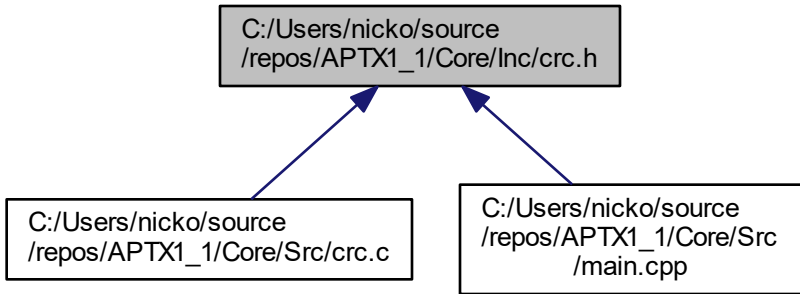 C:/Users/nicko/source
/repos/APTX1_1/Core/Inc/crc.h
C:/Users/nicko/source
/repos/APTX1_1/Core/Src/crc.c
C:/Users/nicko/source
/repos/APTX1_1/Core/Src
/main.cpp